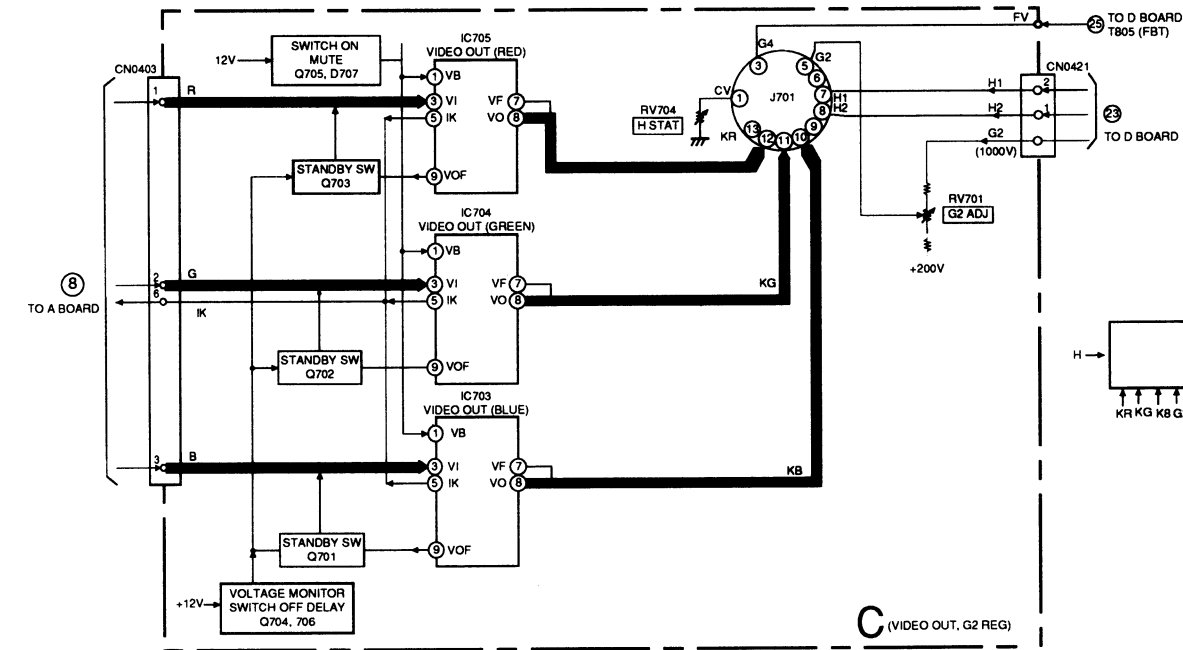 FV
25
TO D BOARD
T805 (FBT)
SWITCH ON
MUTE
Q705, D707
12V
IC705
VIDEO OUT (RED)
G4
G2
CN0403
CN0421
1
R
1
VB
3
VI
5
IK
VF
7
VO
8
9
VOF
3
5
6
7
8
9
10
11
12
13
1
J701
CV
KR
H1
H2
RV704
H STAT
H1
2
H2
1
G2
(1000V)
23
TO D BOARD
STANDBY SW
Q703
RV701
G2 ADJ
+200V
IC704
VIDEO OUT (GREEN)
1
VB
8
TO A BOARD
2
G
6
IK
3
VI
5
IK
VF
7
VO
8
KG
9
VOF
STANDBY SW
Q702
H
KR
KG
K8
G
IC703
VIDEO OUT (BLUE)
1
VB
3
B
3
VI
5
IK
VF
7
VO
8
KB
9
VOF
STANDBY SW
Q701
+12V
VOLTAGE MONITOR
SWITCH OFF DELAY
Q704, 706
C (VIDEO OUT, G2 REG)